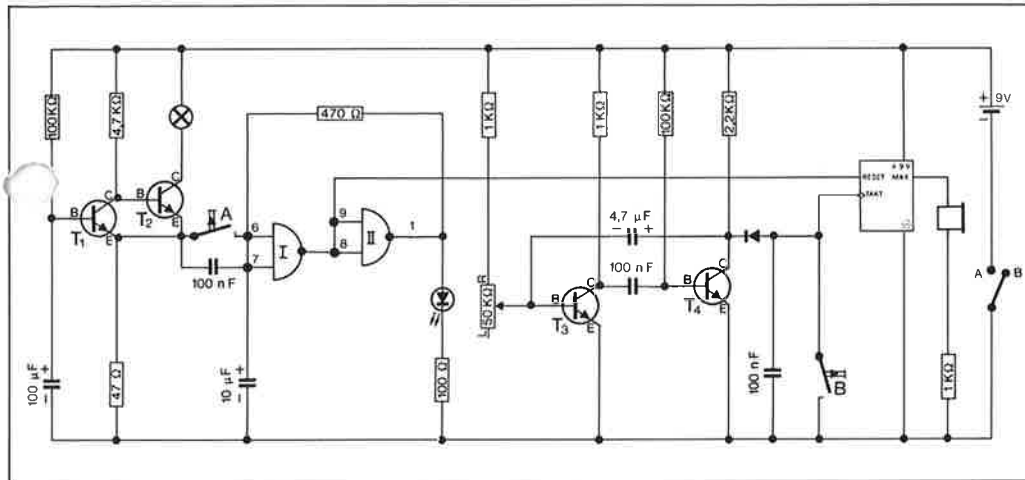 100KΩ
4,7KΩ
C
B
T1
E
B
C
T2
E
A
100 nF
6
7
I
470 Ω
9
8
II
1
100 µF
+
−
47 Ω
10 µF
+
−
100 Ω
1KΩ
50KΩ
1KΩ
100KΩ
2,2KΩ
4,7 µF
− +
100 nF
B
C
T3
E
B
C
T4
E
100 nF
B
+ 9V
RESET MAX
TAKT
1KΩ
+
−
9V
A
B